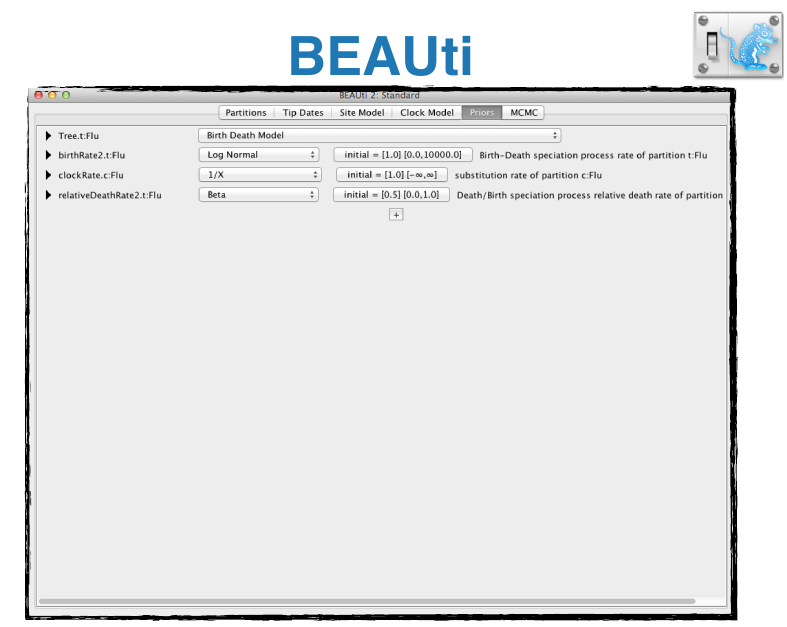 BEAUti
BEAUti 2: Standard
Partitions Tip Dates Site Model Clock Model Priors MCMC
Tree.t:Flu Birth Death Model
birthRate2.t:Flu Log Normal initial = [1.0] [0.0,10000.0] Birth-Death speciation process rate of partition t:Flu
clockRate.c:Flu 1/X initial = [1.0] [-∞,∞] substitution rate of partition c:Flu
relativeDeathRate2.t:Flu Beta initial = [0.5] [0.0,1.0] Death/Birth speciation process relative death rate of partition
+